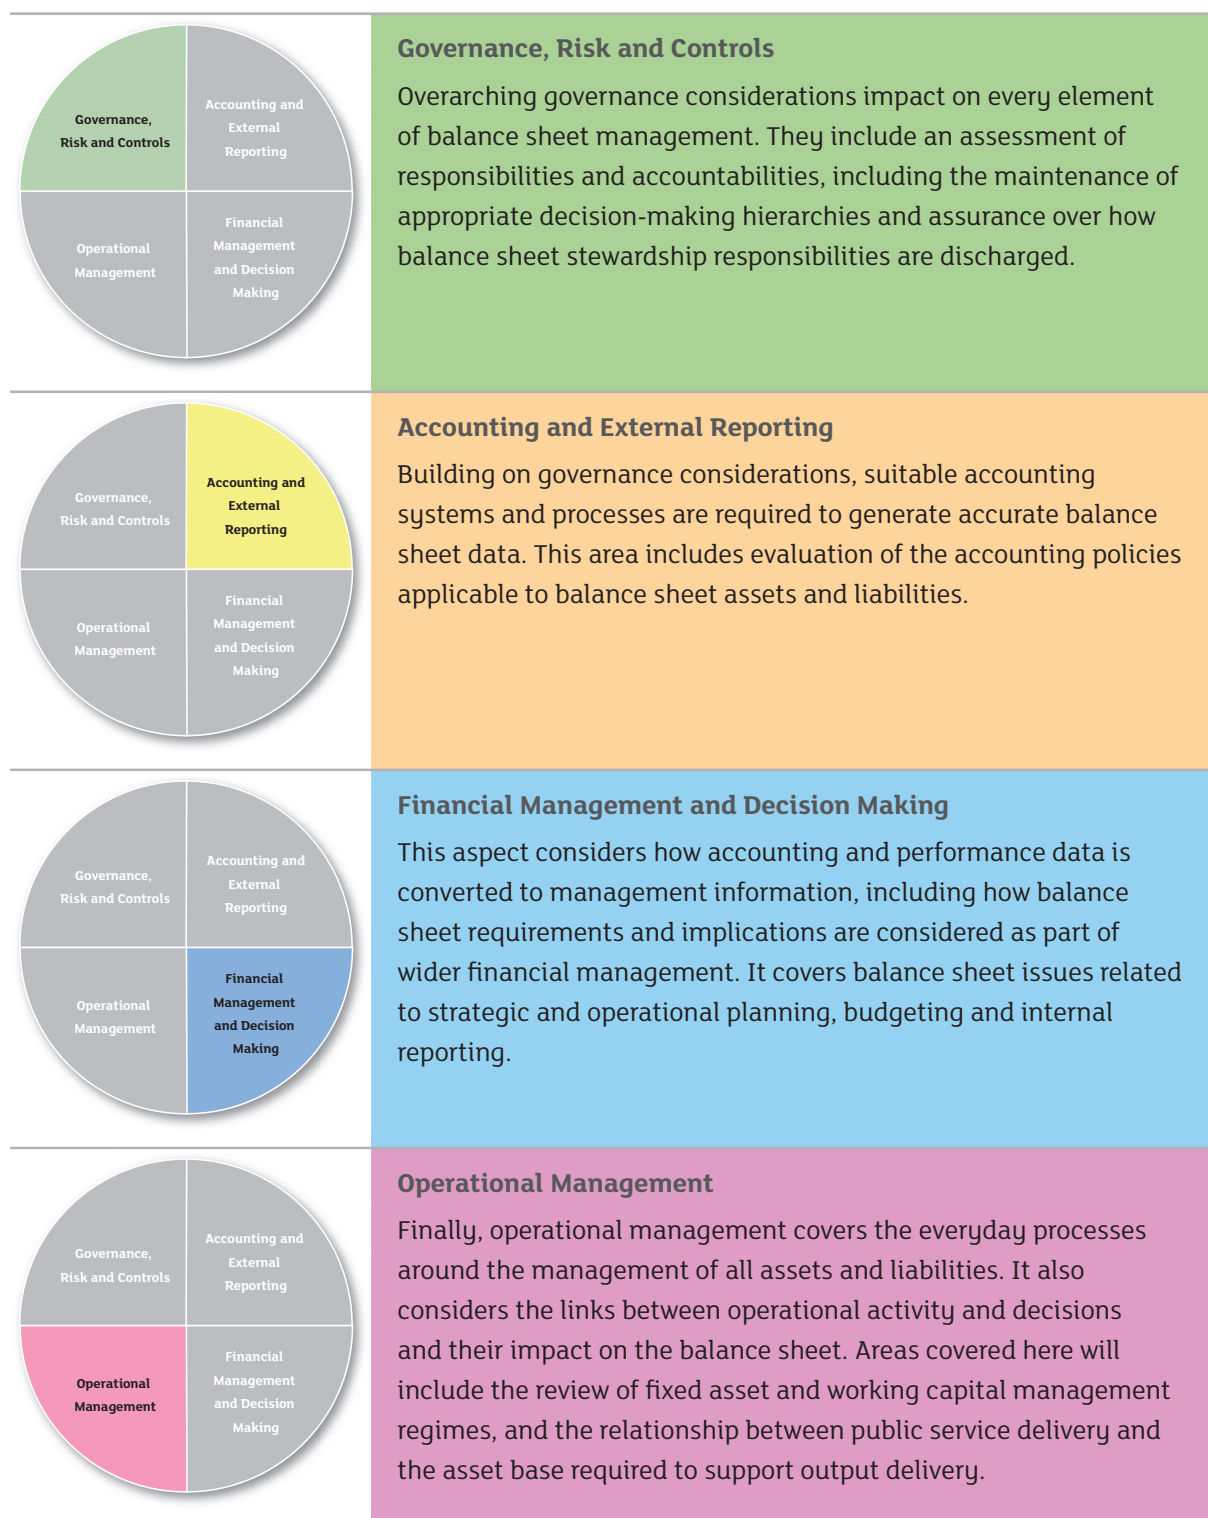 Governance,
Risk and Controls
Accounting and
External
Reporting
Operational
Management
Financial
Management
and Decision
Making
Governance, Risk and Controls
Overarching governance considerations impact on every element
of balance sheet management. They include an assessment of
responsibilities and accountabilities, including the maintenance of
appropriate decision-making hierarchies and assurance over how
balance sheet stewardship responsibilities are discharged.
Governance,
Risk and Controls
Accounting and
External
Reporting
Operational
Management
Financial
Management
and Decision
Making
Accounting and External Reporting
Building on governance considerations, suitable accounting
systems and processes are required to generate accurate balance
sheet data. This area includes evaluation of the accounting policies
applicable to balance sheet assets and liabilities.
Governance,
Risk and Controls
Accounting and
External
Reporting
Operational
Management
Financial
Management
and Decision
Making
Financial Management and Decision Making
This aspect considers how accounting and performance data is
converted to management information, including how balance
sheet requirements and implications are considered as part of
wider financial management. It covers balance sheet issues related
to strategic and operational planning, budgeting and internal
reporting.
Governance,
Risk and Controls
Accounting and
External
Reporting
Operational
Management
Financial
Management
and Decision
Making
Operational Management
Finally, operational management covers the everyday processes
around the management of all assets and liabilities. It also
considers the links between operational activity and decisions
and their impact on the balance sheet. Areas covered here will
include the review of fixed asset and working capital management
regimes, and the relationship between public service delivery and
the asset base required to support output delivery.